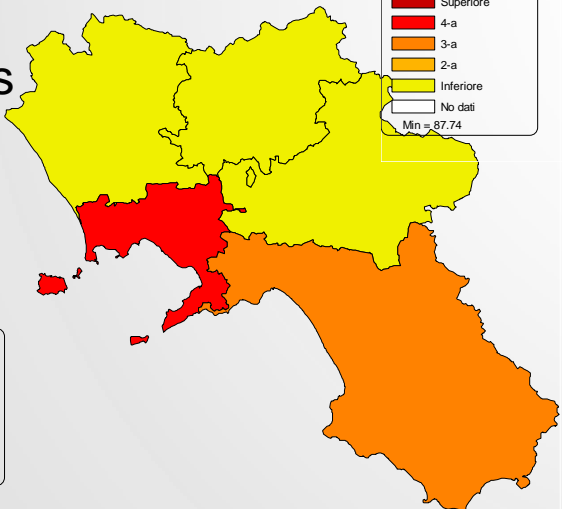 s
Superiore
4-a
3-a
2-a
Inferiore
No dati
Min = 87.74